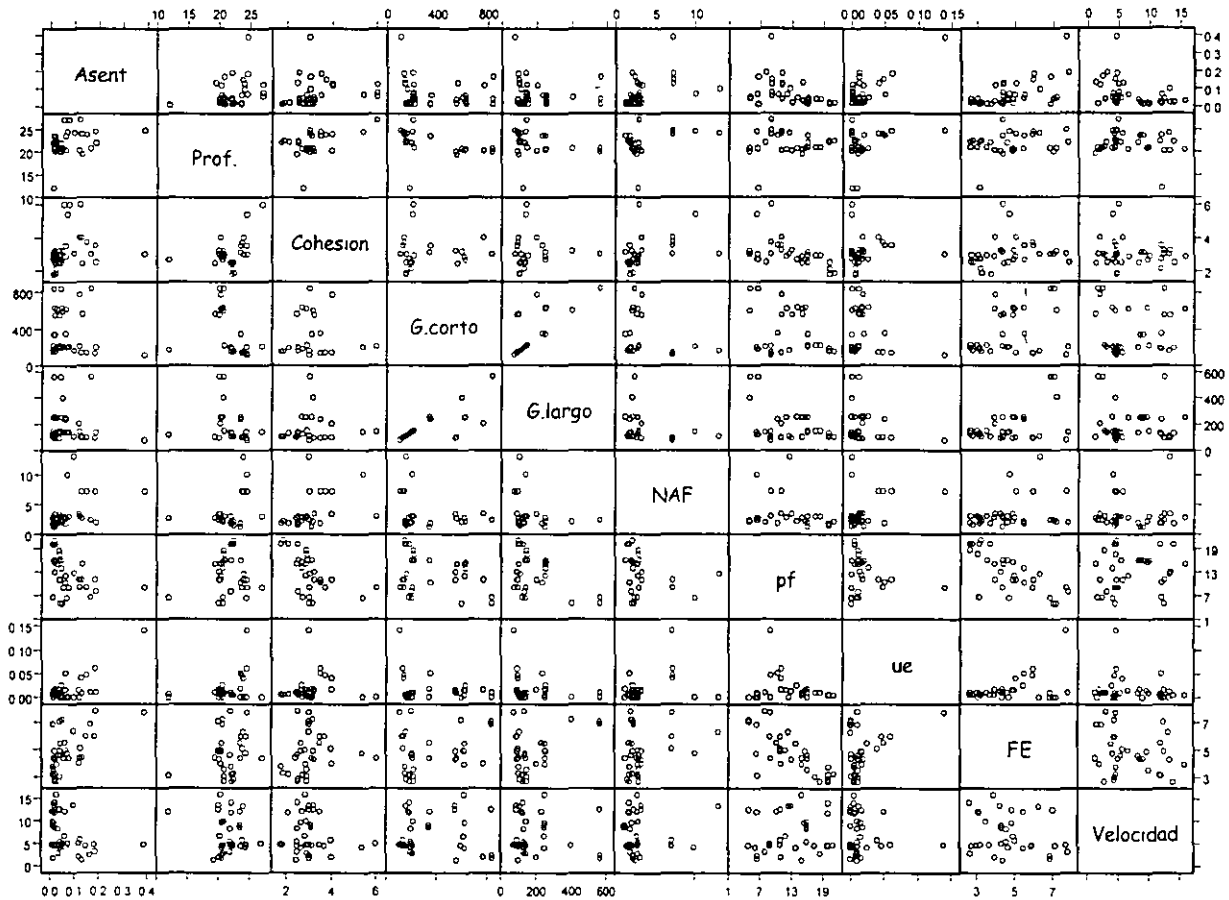 10 15 20 25 0 400 800 0 5 10 0 00 0 05 0 15 0 5 10 15
Asent 0 4 0 3 0 2 0 1 0 0
25 20 15 Prof.
10 Cohesion 6 4 2
800 400 0 G.corto
G.largo 600 400 200 0
10 5 0 NAF
pf 19 13 7
0 15 0 10 0 05 0 00 ue 1
FE 7 5 3
15 10 5 0 Velocidad
0 0 0 1 0 2 0 3 0 4 2 4 6 0 200 400 600 1 7 13 19 3 5 7